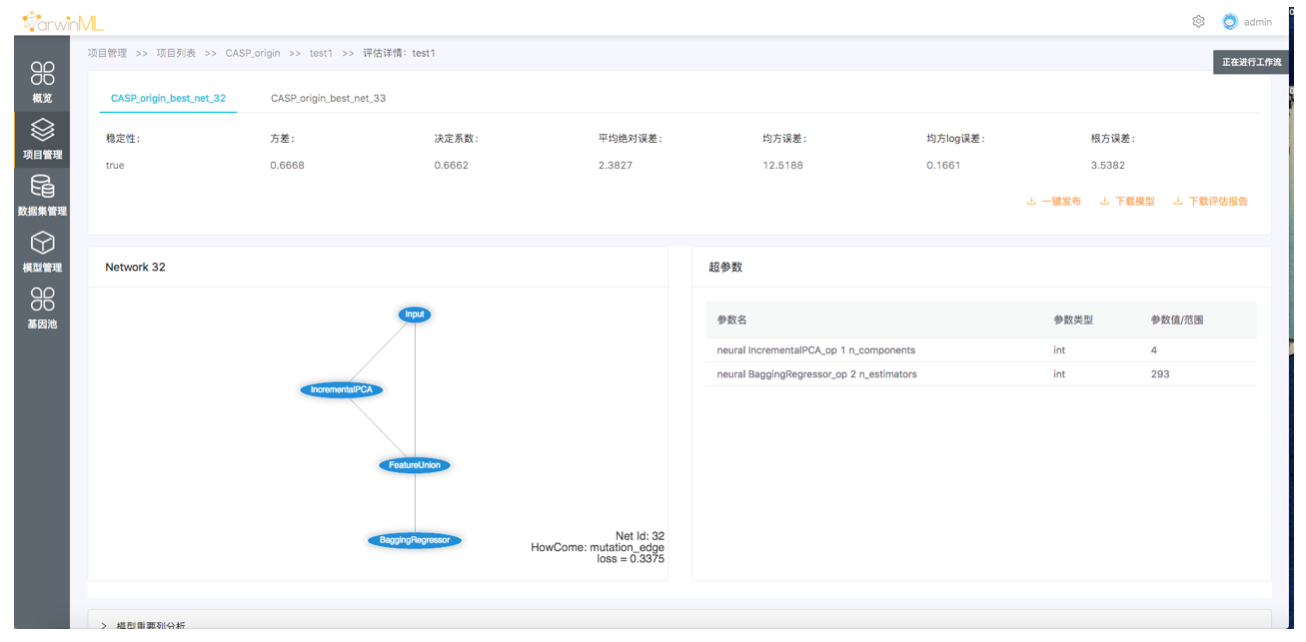 DarwinML
admin
项目管理 >> 项目列表 >> CASP_origin >> test1 >> 评估详情: test1
正在进行工作流
概览
项目管理
数据集管理
模型管理
基因池
CASP_origin_best_net_32 CASP_origin_best_net_33
稳定性: 方差: 决定系数: 平均绝对误差: 均方误差: 均方log误差: 根方误差:
true 0.6668 0.6662 2.3827 12.5188 0.1661 3.5382
一键发布 下载模型 下载评估报告
Network 32
Input
IncrementalPCA
FeatureUnion
BaggingRegressor
Net Id: 32
HowCome: mutation_edge
loss = 0.3375
超参数
参数名 参数类型 参数值/范围
neural IncrementalPCA_op 1 n_components int 4
neural BaggingRegressor_op 2 n_estimators int 293
> 模型重要列分析